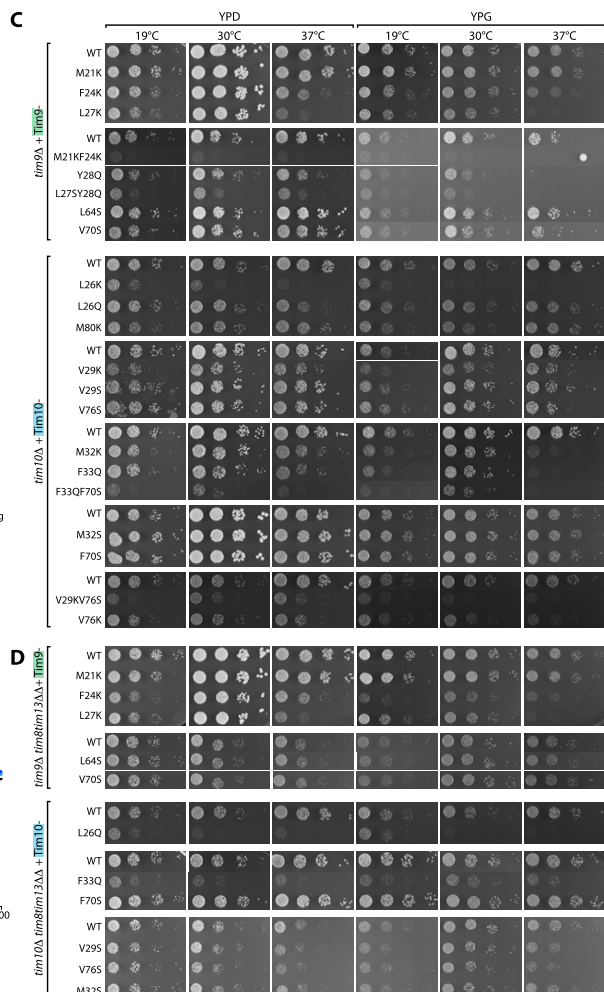 C
YPD YPG
19°C 30°C 37°C 19°C 30°C 37°C
tim9Δ + Tim9-
WT
M21K
F24K
L27K
WT
M21KF24K
Y28Q
L27SY28Q
L64S
V70S
tim10Δ + Tim10-
WT
L26K
L26Q
M80K
WT
V29K
V29S
V76S
WT
M32K
F33Q
F33QF70S
g
WT
M32S
F70S
WT
V29KV76S
V76K
D
tim9Δ tim8tim13ΔΔ+ Tim9-
WT
M21K
F24K
L27K
WT
L64S
V70S
tim10Δ tim8tim13ΔΔ + Tim10-
WT
L26Q
WT
F33Q
F70S
00
WT
V29S
V76S
M32S